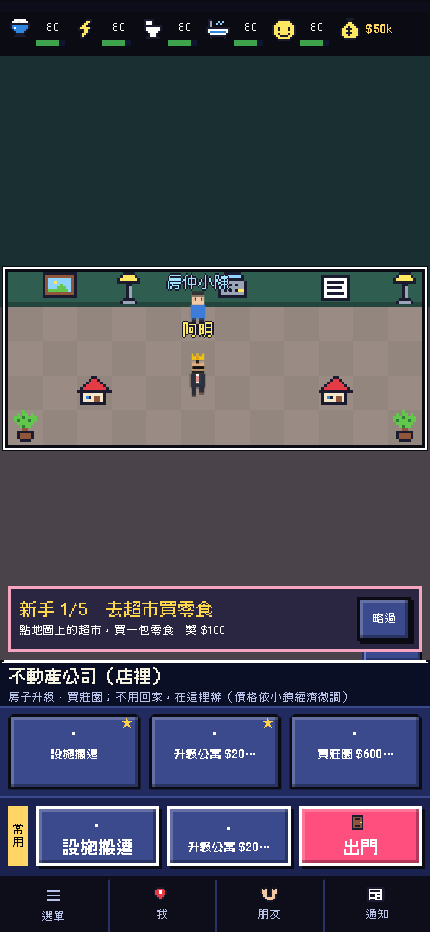 80 80 80 80 80 $50k
房仲小陳
阿明
新手 1/5 去超市買零食
點地圖上的超市，買一包零食 獎 $100
略過
不動產公司（店裡）
房子升級、買莊園；不用回家，在這裡辦（價格依小鎮經濟微調）
設施搬遷
升級公寓 $20…
買莊園 $600…
常用
設施搬遷
升級公寓 $20…
出門
選單
我
朋友
通知